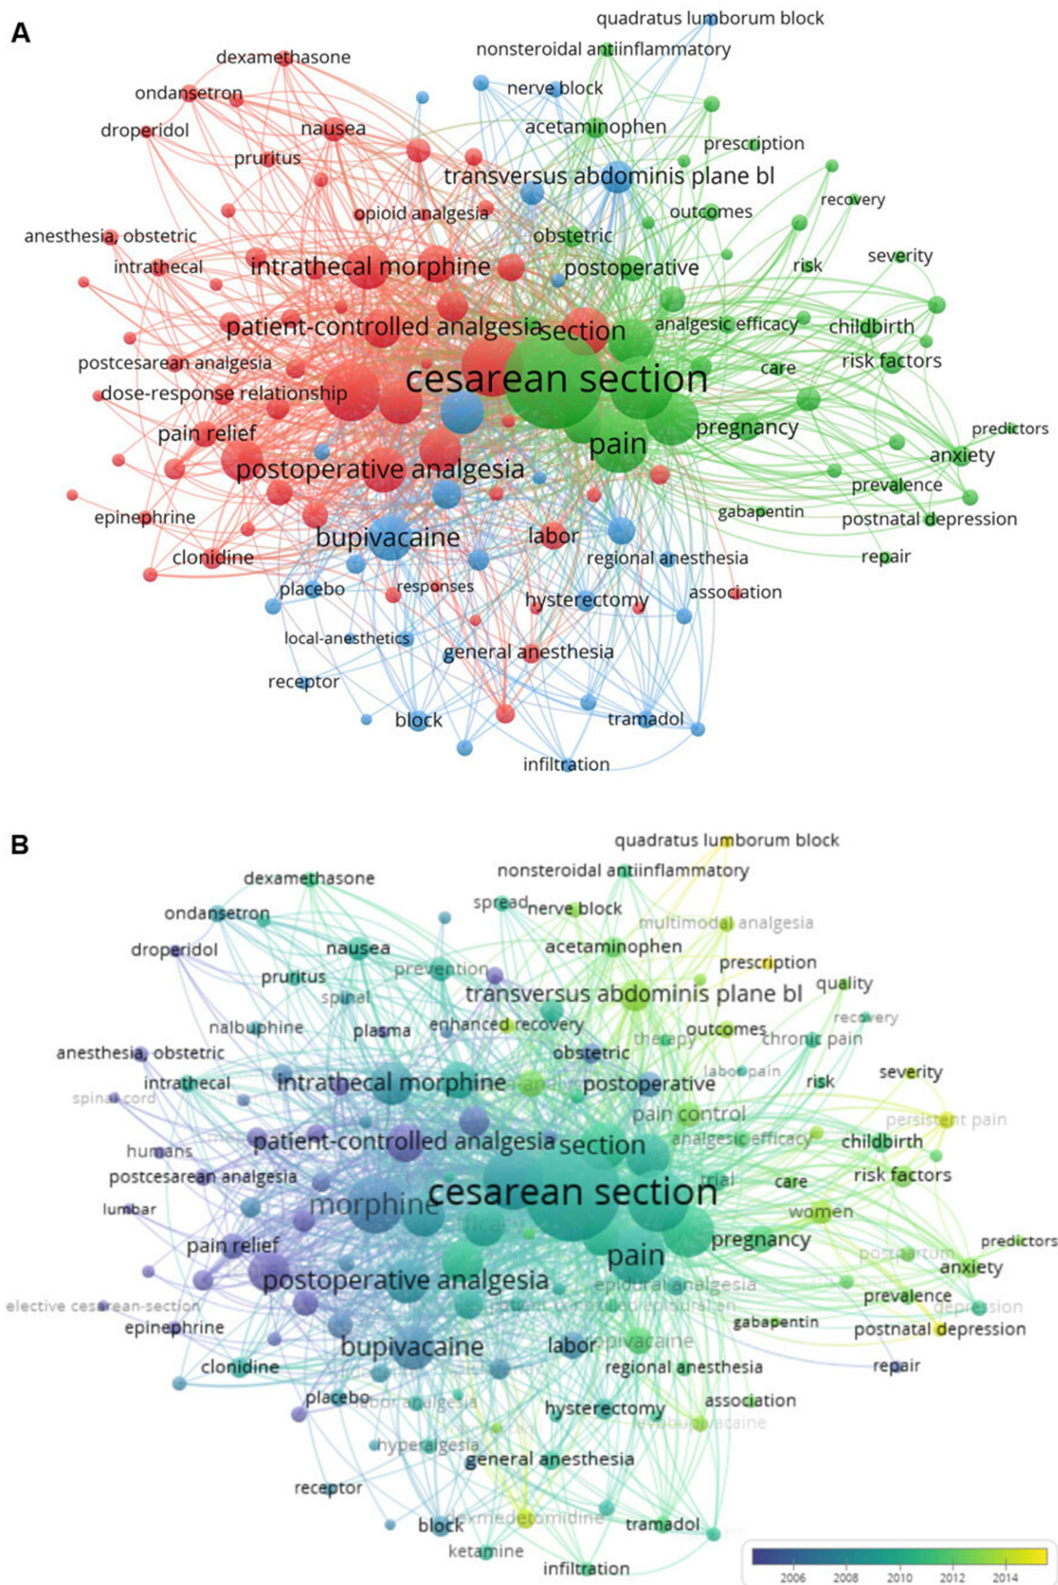 A
quadratus lumborum block
nonsteroidal antiinflammatory
dexamethasone
nerve block
ondansetron
acetaminophen
droperidol
nausea
prescription
pruritus
transversus abdominis plane bl
recovery
opioid analgesia
outcomes
anesthesia, obstetric
obstetric
severity
intrathecal
intrathecal morphine
postoperative
risk
patient-controlled analgesia
section
analgesic efficacy
childbirth
postcesarean analgesia
care
risk factors
cesarean section
dose-response relationship
pregnancy
predictors
pain relief
pain
anxiety
postoperative analgesia
prevalence
epinephrine
gabapentin
postnatal depression
bupivacaine
labor
clonidine
regional anesthesia
repair
placebo
responses
hysterectomy
association
local-anesthetics
general anesthesia
receptor
block
tramadol
infiltration
B
quadratus lumborum block
nonsteroidal antiinflammatory
dexamethasone
spread
nerve block
ondansetron
multimodal analgesia
droperidol
nausea
acetaminophen
prescription
prevention
pruritus
spinal
transversus abdominis plane bl
quality
nalbuphine
plasma
enhanced recovery
recovery
outcomes
therapy
chronic pain
anesthesia, obstetric
obstetric
labor pain
severity
intrathecal
intrathecal morphine
postoperative
risk
spinal-cord
pain control
persistent pain
patient-controlled analgesia
section
analgesic efficacy
childbirth
humans
postcesarean analgesia
trial
care
risk factors
morphine
cesarean section
lumbar
women
pain relief
pain
pregnancy
predictors
postpartum
anxiety
postoperative analgesia
epidural analgesia
prevalence
elective cesarean-section
depression
epinephrine
gabapentin
postnatal depression
bupivacaine
labor
clonidine
regional anesthesia
repair
placebo
labor analgesia
hysterectomy
association
levobupivacaine
hyperalgesia
general anesthesia
receptor
block
dexmedetomidine
tramadol
ketamine
infiltration
2006 2008 2010 2012 2014